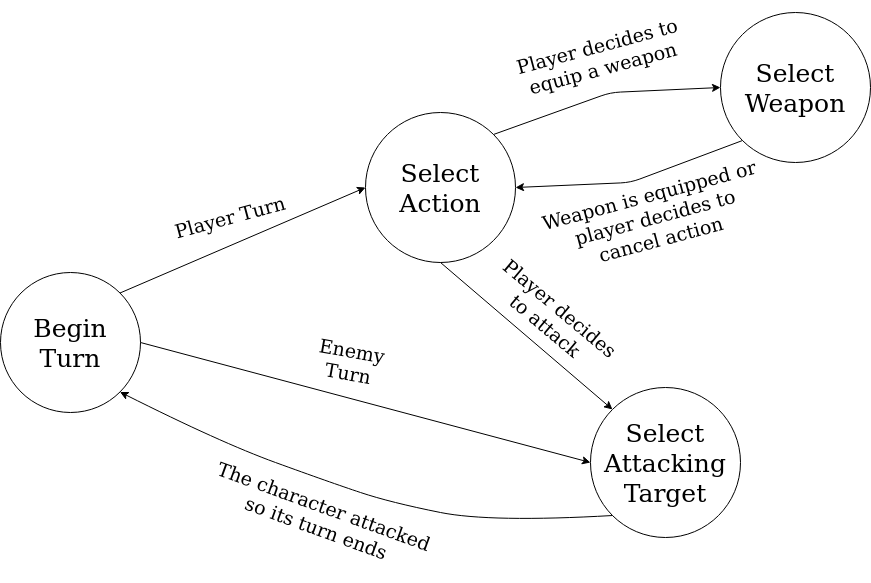 Player decides to
equip a weapon
Select
Weapon
Select
Action
Weapon is equipped or
player decides to
cancel action
Player Turn
Player decides
to attack
Begin
Turn
Enemy
Turn
Select
Attacking
Target
The character attacked
so its turn ends